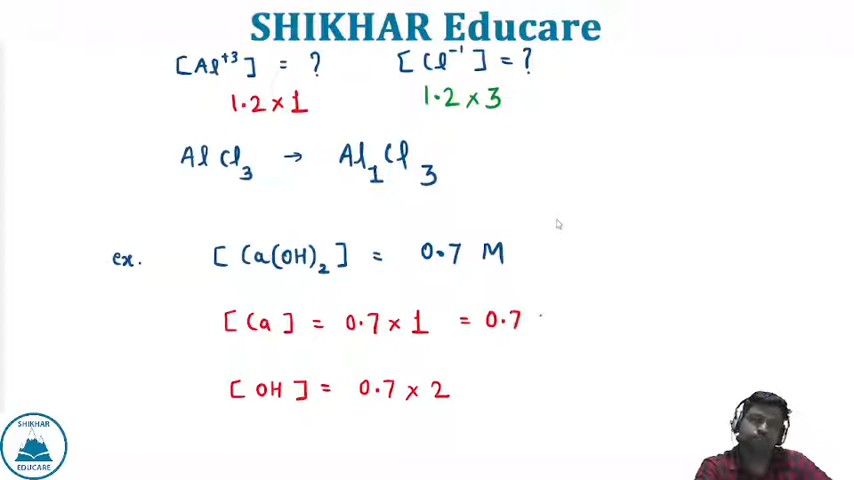 SHIKHAR Educare
[Al⁺³] = ? [Cl⁻¹] = ?
1.2 × 1 1.2 × 3
AlCl₃ → Al₁Cl₃
ex. [Ca(OH)₂] = 0.7 M
[Ca] = 0.7 × 1 = 0.7
[OH] = 0.7 × 2
SHIKHAR
EDUCARE